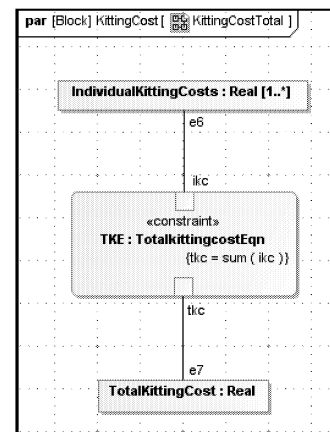 par [Block] KittingCost [ KittingCostTotal ]
IndividualKittingCosts : Real [1..*]
e6
ikc
«constraint»
TKE : TotalkittingcostEqn
{tkc = sum ( ikc )}
tkc
e7
TotalKittingCost : Real